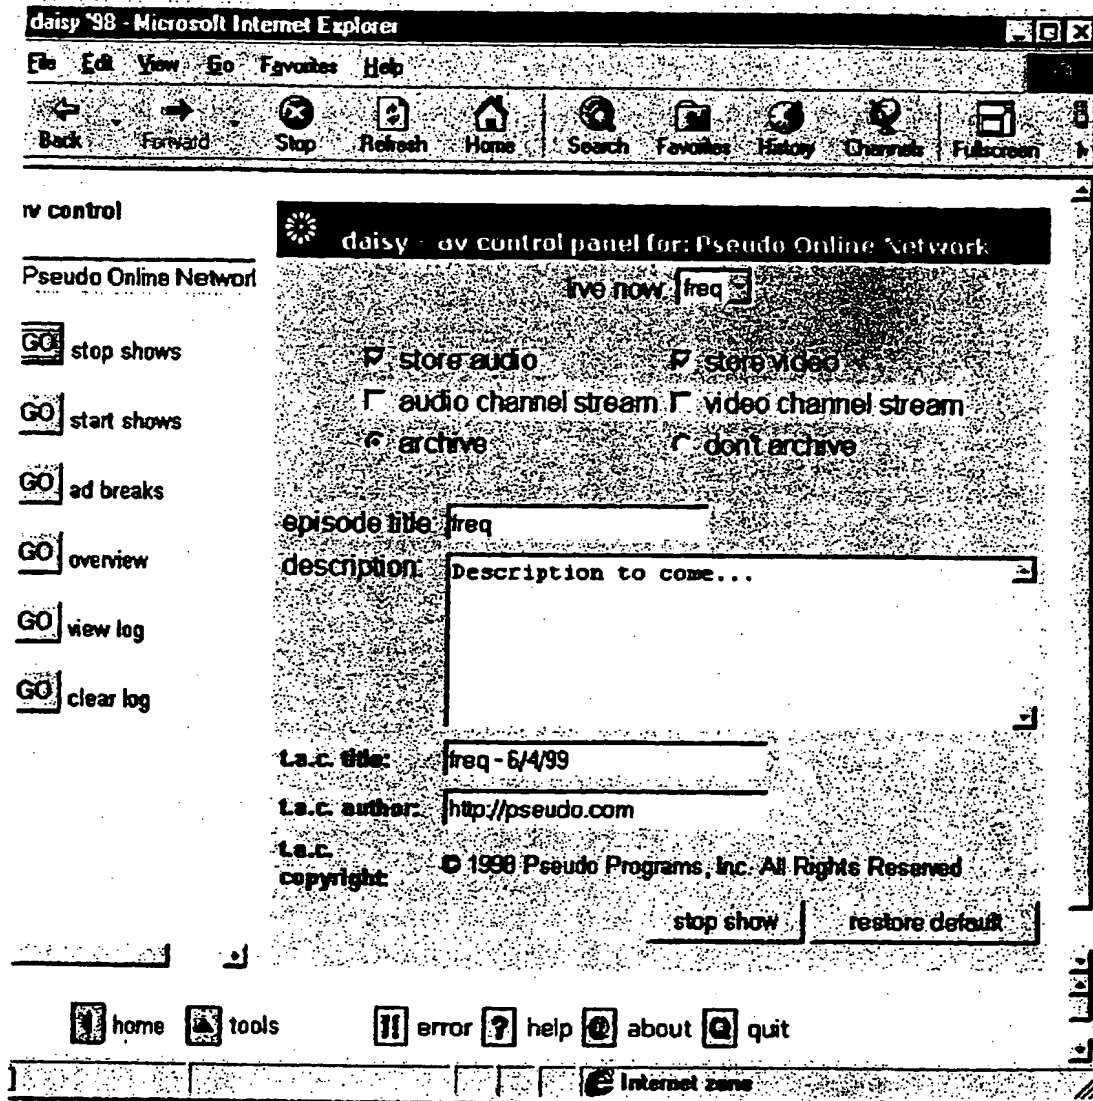 daisy '98 - Microsoft Internet Explorer
File Edit View Go Favorites Help
Back Forward Stop Refresh Home Search Favorites History Channels Fullscreen
av control
Pseudo Online Networ
GO stop shows
GO start shows
GO ad breaks
GO overview
GO view log
GO clear log
daisy - av control panel for: Pseudo Online Network
live now: freq
store audio store video
audio channel stream video channel stream
archive don't archive
episode title: freq
description: Description to come...
t.a.c. title: freq - 6/4/99
t.a.c. author: http://pseudo.com
t.a.c.
copyright: © 1998 Pseudo Programs, Inc. All Rights Reserved
stop show restore default
home tools !! error ? help @ about Q quit
Internet zone